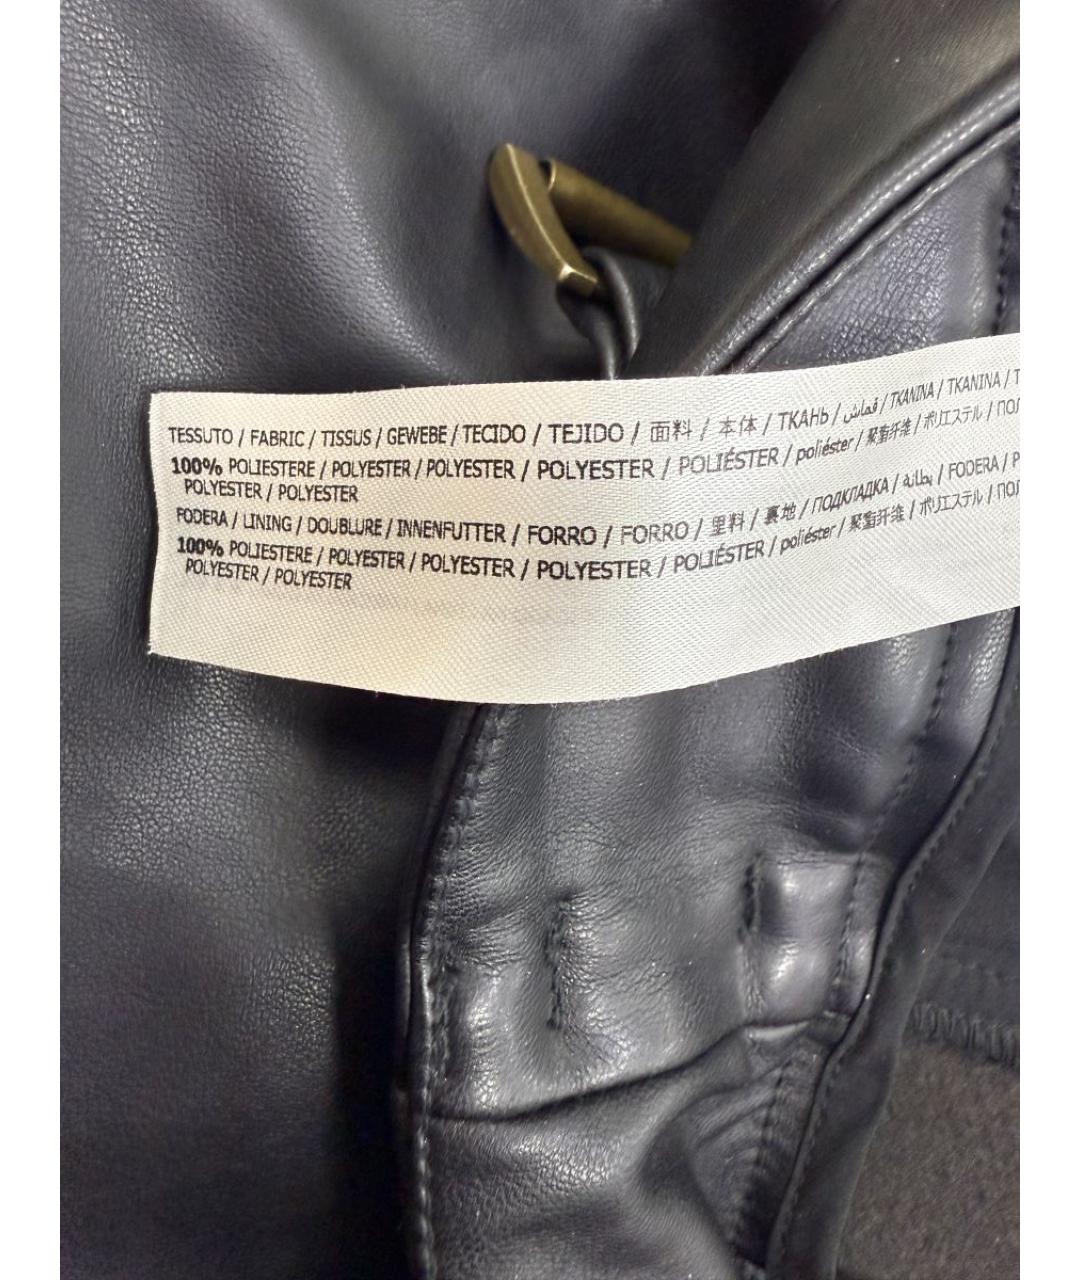 TESSUTO / FABRIC / TISSUS / GEWEBE / TECIDO / TEJIDO / 面料 / 本体 / ТКАНЬ / قماش / TKANINA / TKANINA / T
100% POLIESTERE / POLYESTER / POLYESTER / POLYESTER / POLIÉSTER / poliéster / 聚酯纤维 / ポリエステル / ПОЛ
POLYESTER / POLYESTER
FODERA / LINING / DOUBLURE / INNENFUTTER / FORRO / FORRO / 里料 / 裏地 / ПОДКЛАДКА / بطانة / FODERA / P
100% POLIESTERE / POLYESTER / POLYESTER / POLYESTER / POLIÉSTER / poliéster / 聚酯纤维 / ポリエステル / ПОЛ
POLYESTER / POLYESTER